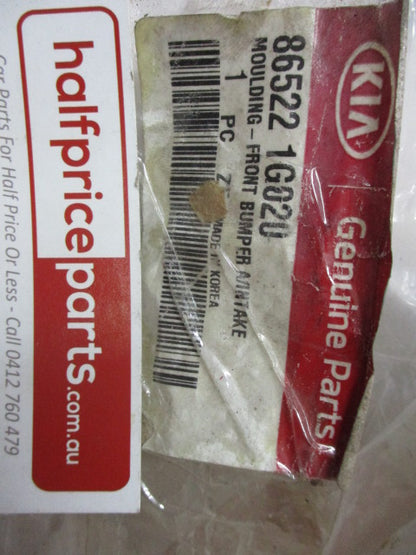 KIA
Genuine Parts
86522 1G020
MOULDING - FRONT BUMPER A/INTAKE
1 PC
MADE IN KOREA
halfpriceparts.com.au
Car Parts For Half Price Or Less - Call 0412 760 479